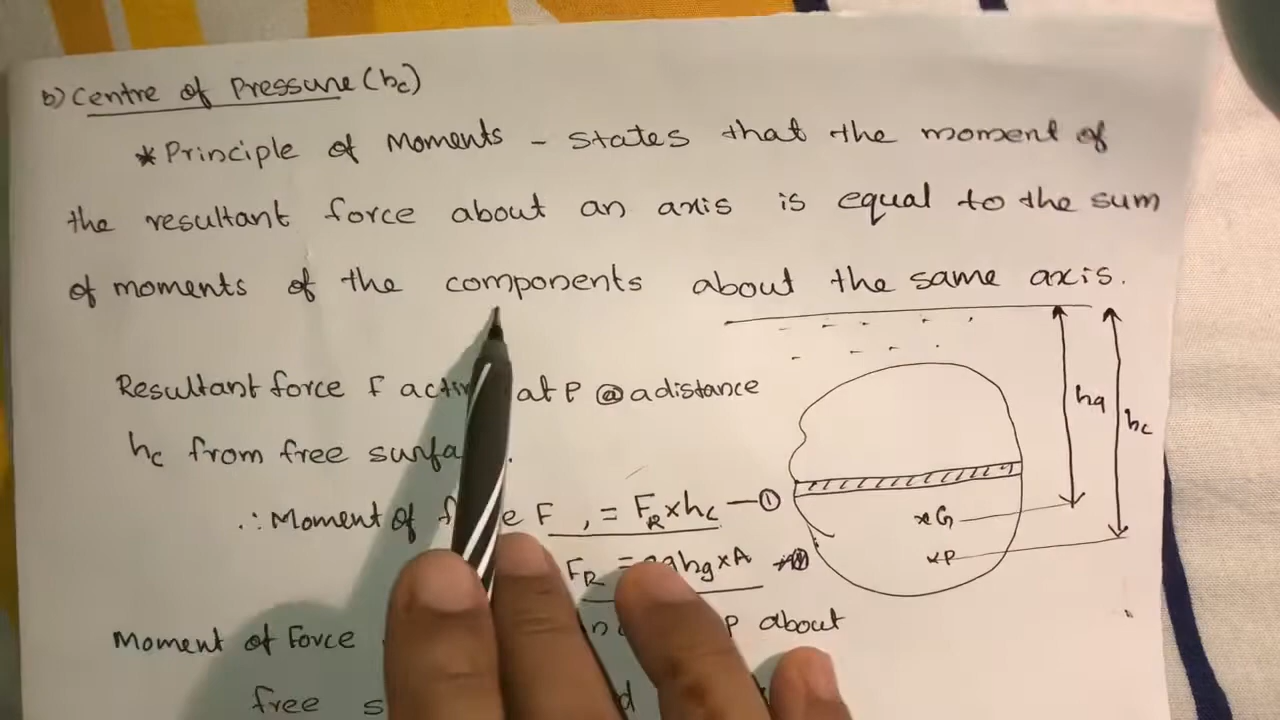 b) Centre of Pressure (hc)
* Principle of Moments - States that the moment of
the resultant force about an axis is equal to the sum
of moments of the components about the same axis.
Resultant force F at P @ a distance
hc from free
hg
hc
∴ Moment of F, = FR x hc - ①
x G
x P
FR = hg x A
Moment of Force P about
free